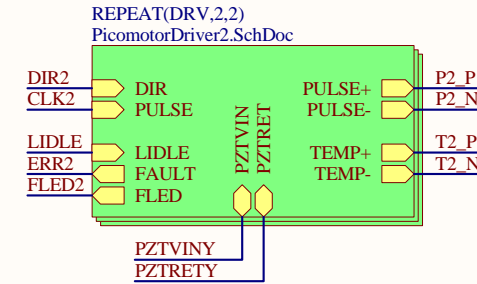 REPEAT(DRV,2,2)
PicomotorDriver2.SchDoc
DIR2
CLK2
LIDLE
ERR2
FLED2
DIR
PULSE
LIDLE
FAULT
FLED
PZTVIN
PZTRET
PULSE+
PULSE-
TEMP+
TEMP-
P2_P
P2_N
T2_P
T2_N
PZTVINY
PZTRETY